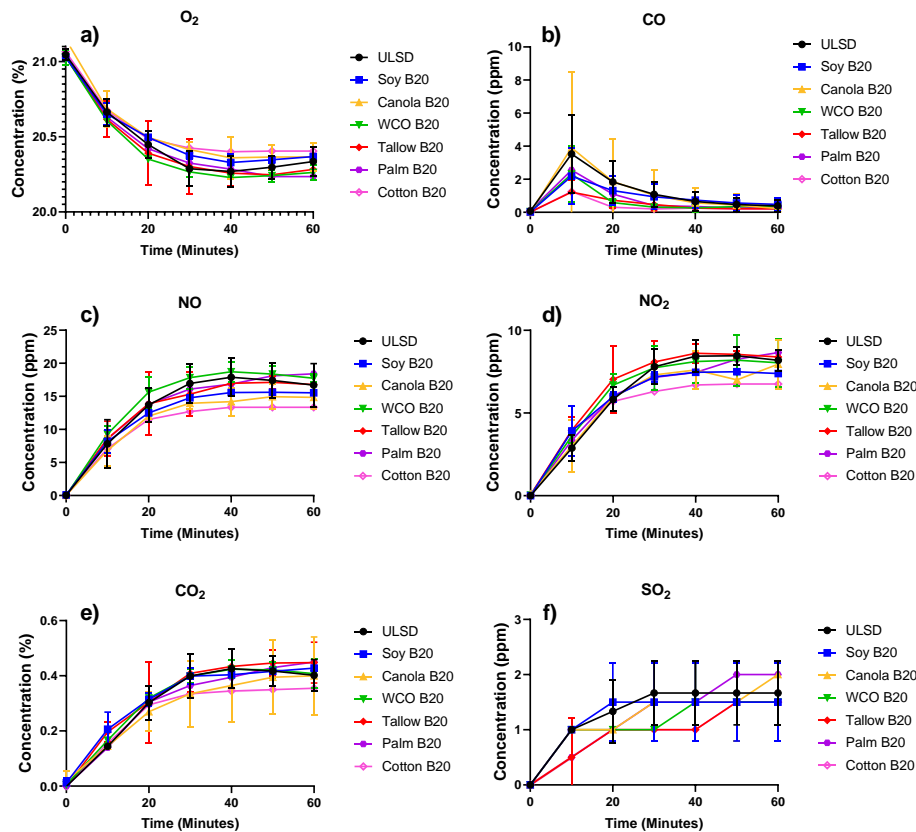 O2
a)
Concentration (%)
21.0
20.5
20.0
0 10 20 30 40 50 60
Time (Minutes)
ULSD
Soy B20
Canola B20
WCO B20
Tallow B20
Palm B20
Cotton B20
CO
b)
Concentration (ppm)
10
8
6
4
2
0
0 10 20 30 40 50 60
Time (Minutes)
ULSD
Soy B20
Canola B20
WCO B20
Tallow B20
Palm B20
Cotton B20
NO
c)
Concentration (ppm)
25
20
15
10
5
0
0 20 40 60
Time (Minutes)
ULSD
Soy B20
Canola B20
WCO B20
Tallow B20
Palm B20
Cotton B20
NO2
d)
Concentration (ppm)
10
5
0
0 20 40 60
Time (Minutes)
ULSD
Soy B20
Canola B20
WCO B20
Tallow B20
Palm B20
Cotton B20
CO2
e)
Concentration (%)
0.6
0.4
0.2
0.0
0 20 40 60
Time (Minutes)
ULSD
Soy B20
Canola B20
WCO B20
Tallow B20
Palm B20
Cotton B20
SO2
f)
Concentration (ppm)
3
2
1
0
0 20 40 60
Time (Minutes)
ULSD
Soy B20
Canola B20
WCO B20
Tallow B20
Palm B20
Cotton B20